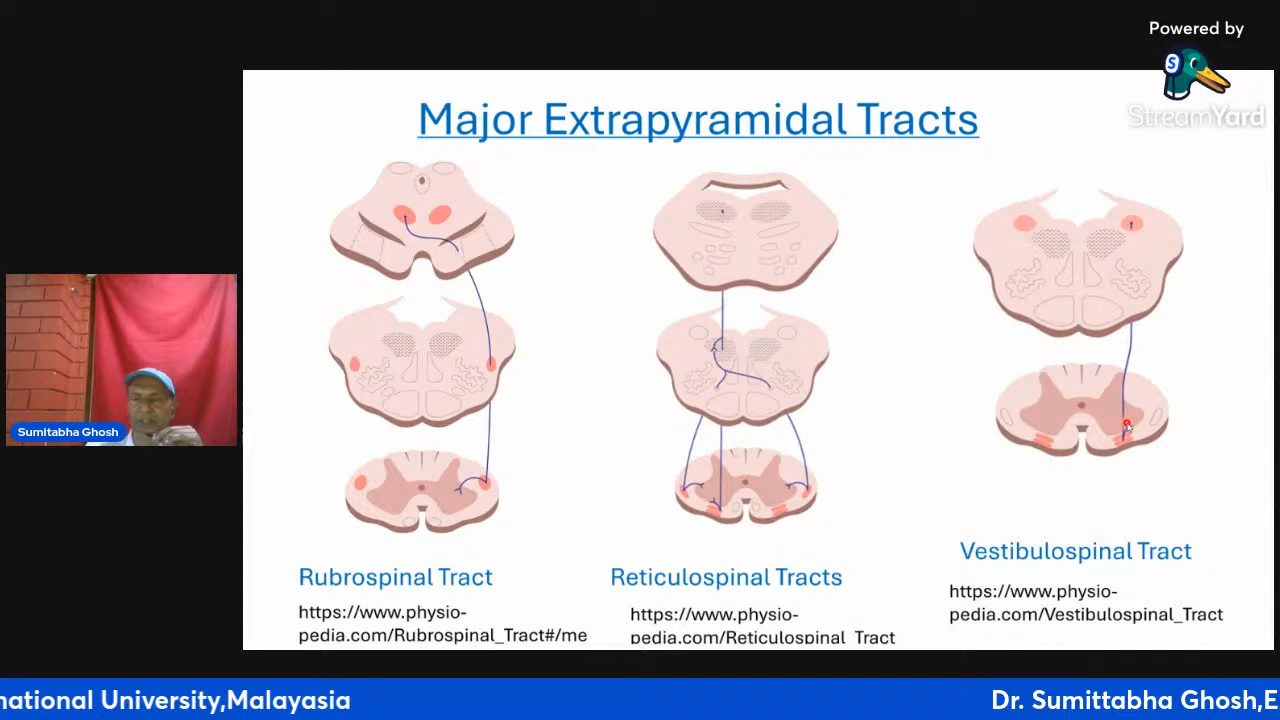 Powered by
S
StreamYard
Major Extrapyramidal Tracts
Sumitabha Ghosh
Rubrospinal Tract
https://www.physio-
pedia.com/Rubrospinal_Tract#/me
Reticulospinal Tracts
https://www.physio-
pedia.com/Reticulospinal_Tract
Vestibulospinal Tract
https://www.physio-
pedia.com/Vestibulospinal_Tract
national University,Malayasia
Dr. Sumittabha Ghosh,E